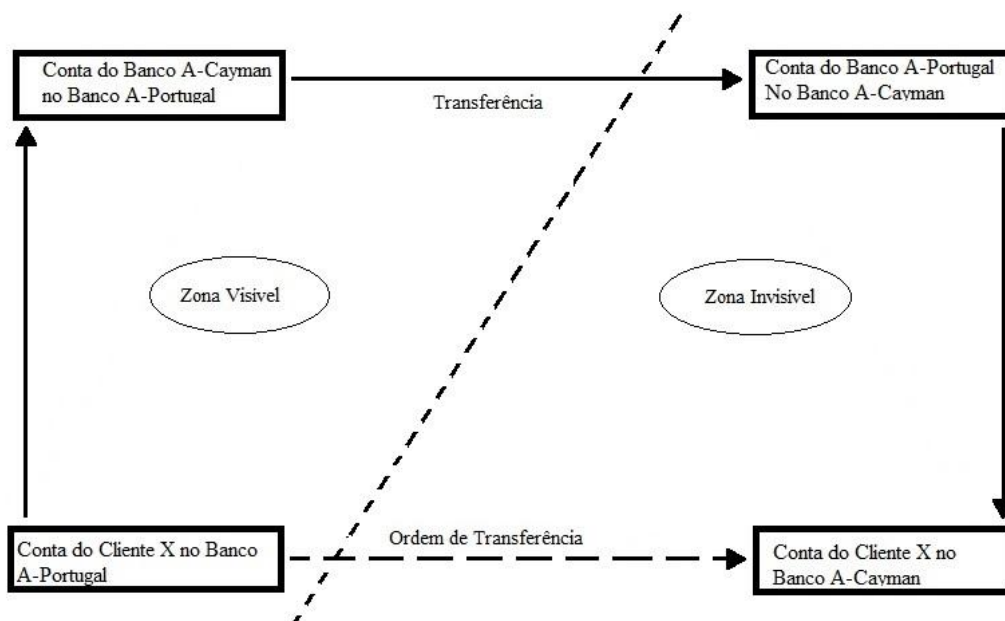 Conta do Banco A-Cayman
no Banco A-Portugal
Transferência
Conta do Banco A-Portugal
No Banco A-Cayman
Zona Visível
Zona Invisivel
Conta do Cliente X no Banco
A-Portugal
Ordem de Transferência
Conta do Cliente X no
Banco A-Cayman